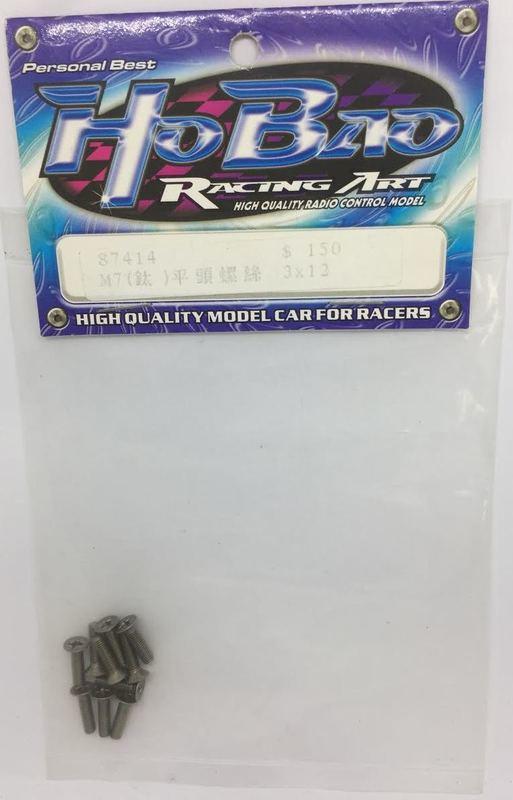 Personal Best
HoBao
RACING ART
HIGH QUALITY RADIO CONTROL MODEL
87414 $ 150
M7(鈦 )平頭螺絲 3x12
HIGH QUALITY MODEL CAR FOR RACERS